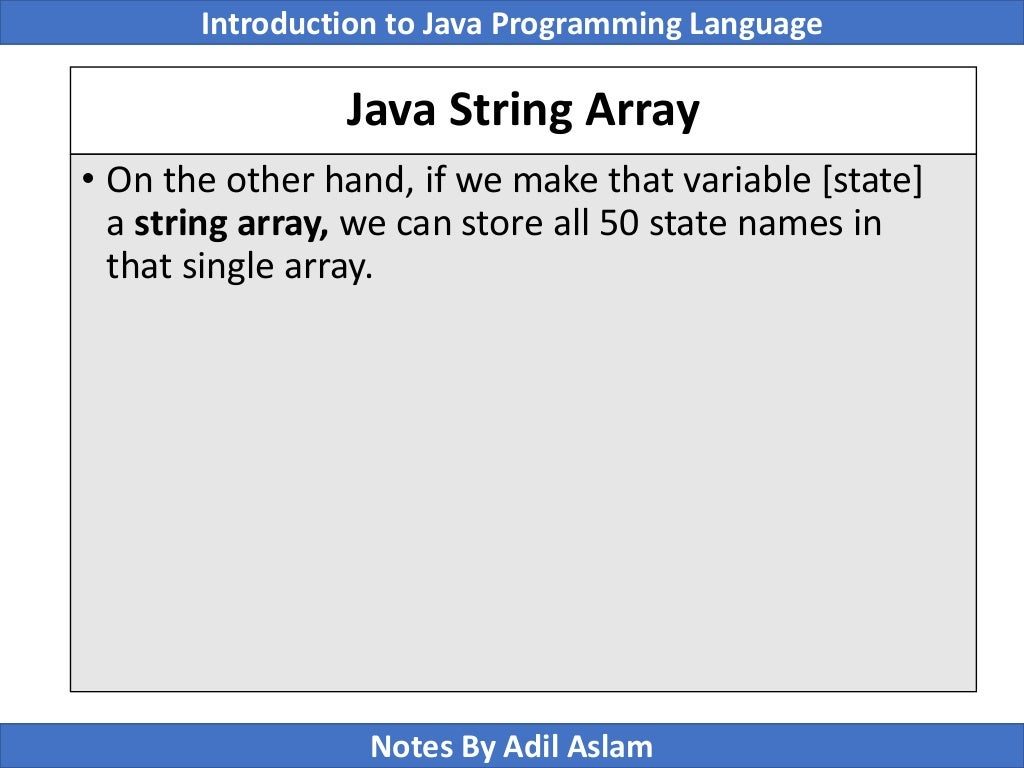 Introduction to Java Programming Language
Java String Array
• On the other hand, if we make that variable [state]
a string array, we can store all 50 state names in
that single array.
Notes By Adil Aslam